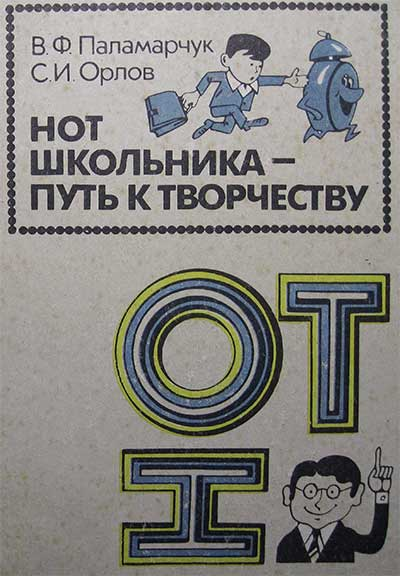 В. Ф. Паламарчук
С. И. Орлов
НОТ
ШКОЛЬНИКА –
ПУТЬ К ТВОРЧЕСТВУ
ОТ
Н